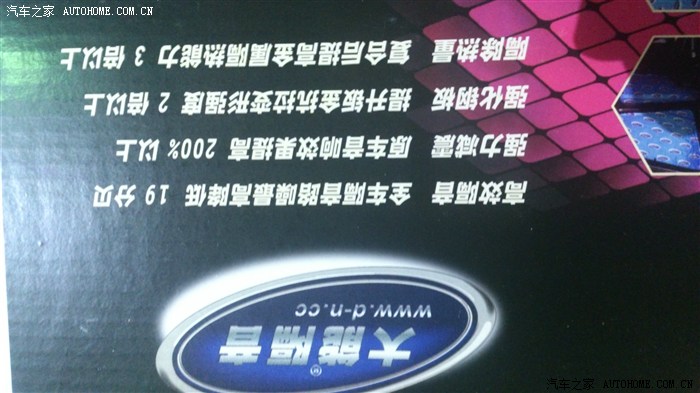 汽车之家 AUTOHOME.COM.CN
大能隔音
www.d-n.cc
高效隔音 全车隔音路噪最高降低 19 分贝
强力减震 原车音响效果提高 200% 以上
强化钢板 提升钣金抗拉变形强度 2 倍以上
隔除热量 复合后提高金属隔热能力 3 倍以上
汽车之家 AUTOHOME.COM.CN